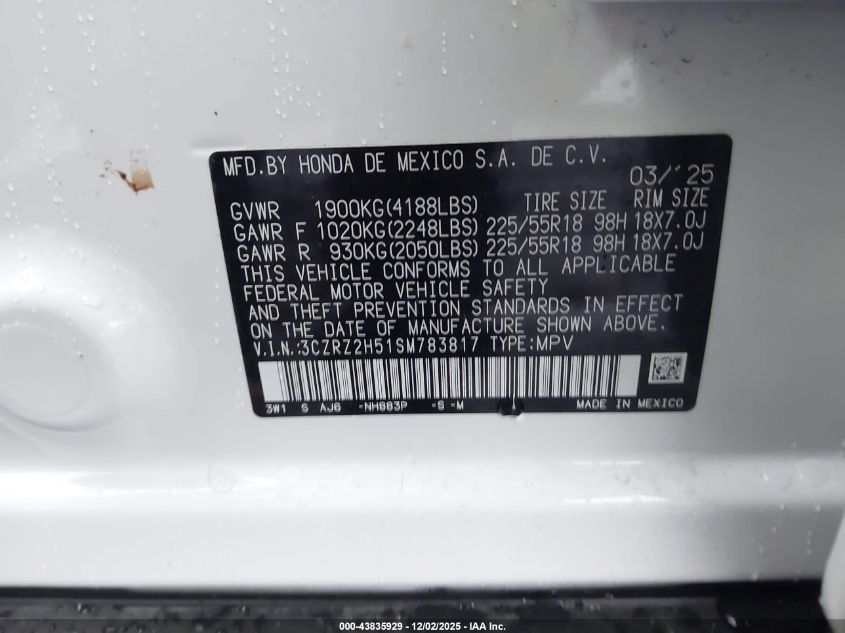 MFD.BY HONDA DE MEXICO S.A. DE C.V.
03/'25
TIRE SIZE RIM SIZE
GVWR 1900KG(4188LBS)
GAWR F 1020KG(2248LBS) 225/55R18 98H 18X7.0J
GAWR R 930KG(2050LBS) 225/55R18 98H 18X7.0J
THIS VEHICLE CONFORMS TO ALL APPLICABLE
FEDERAL MOTOR VEHICLE SAFETY
AND THEFT PREVENTION STANDARDS IN EFFECT
ON THE DATE OF MANUFACTURE SHOWN ABOVE.
V.I.N.:3CZRZ2H51SM783817 TYPE:MPV
3W1 S AJ6 -NH883P -S -M MADE IN MEXICO
000-43835929 - 12/02/2025 - IAA Inc.